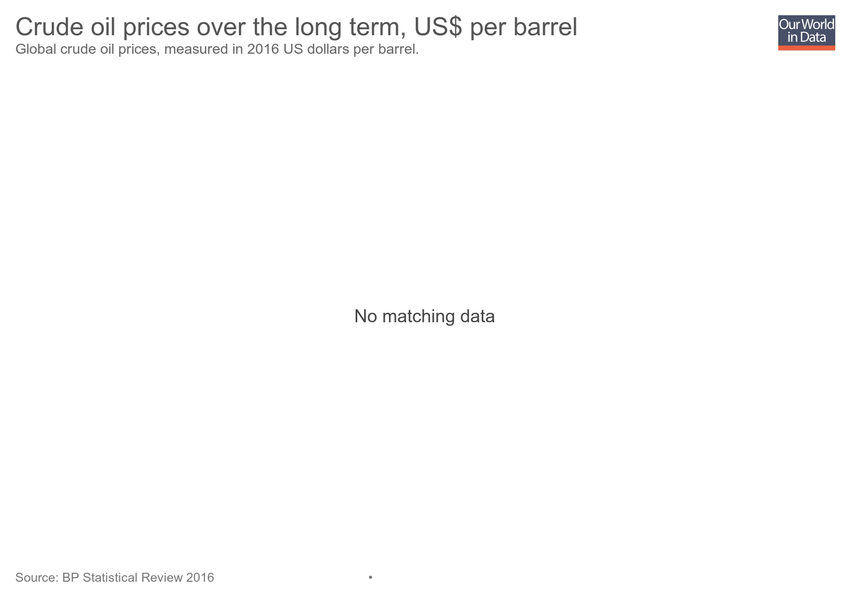 Crude oil prices over the long term, US$ per barrel
Global crude oil prices, measured in 2016 US dollars per barrel.
Our World
in Data
No matching data
Source: BP Statistical Review 2016 •